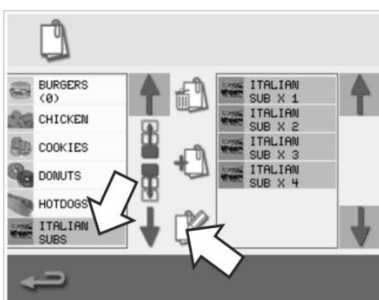 BURGERS
(0)
CHICKEN
COOKIES
DONUTS
HOTDOGS
ITALIAN
SUBS
ITALIAN
SUB X 1
ITALIAN
SUB X 2
ITALIAN
SUB X 3
ITALIAN
SUB X 4